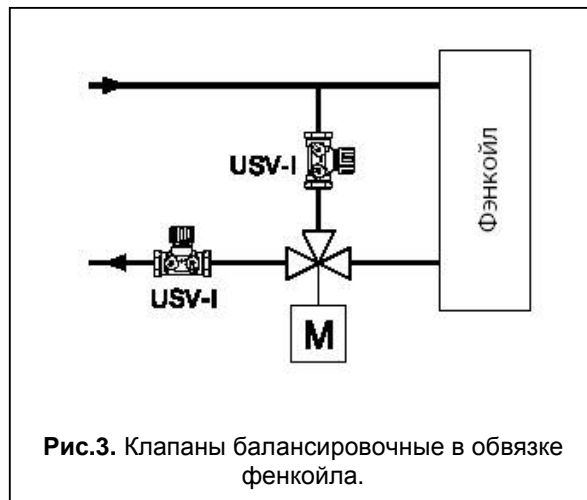 USV-I
Фэнкойл
USV-I
M
Рис.3. Клапаны балансировочные в обвязке
фенкойла.